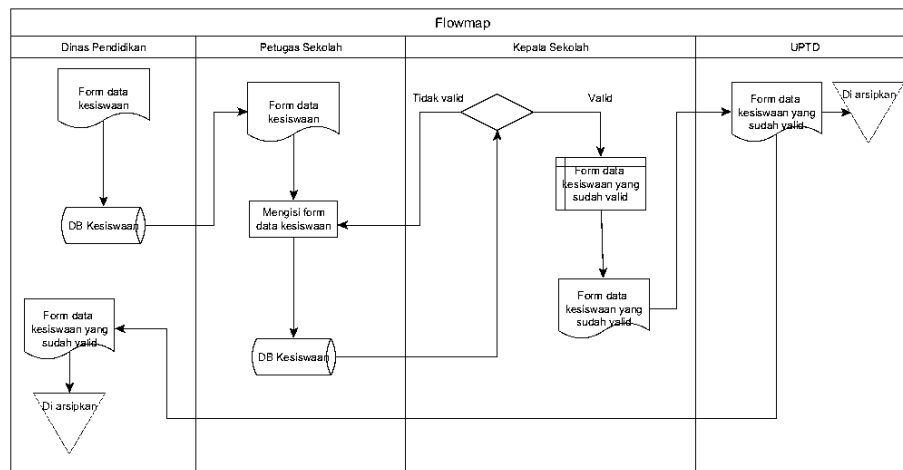 Flowmap
Dinas Pendidikan
Petugas Sekolah
Kepala Sekolah
UPTD
Form data
kesiswaan
DB Kesiswaan
Form data
kesiswaan yang
sudah valid
Di arsipkan
Form data
kesiswaan
Mengisi form
data kesiswaan
DB Kesiswaan
Tidak valid
Valid
Form data
kesiswaan yang
sudah valid
Form data
kesiswaan yang
sudah valid
Form data
kesiswaan yang
sudah valid
Di arsipkan